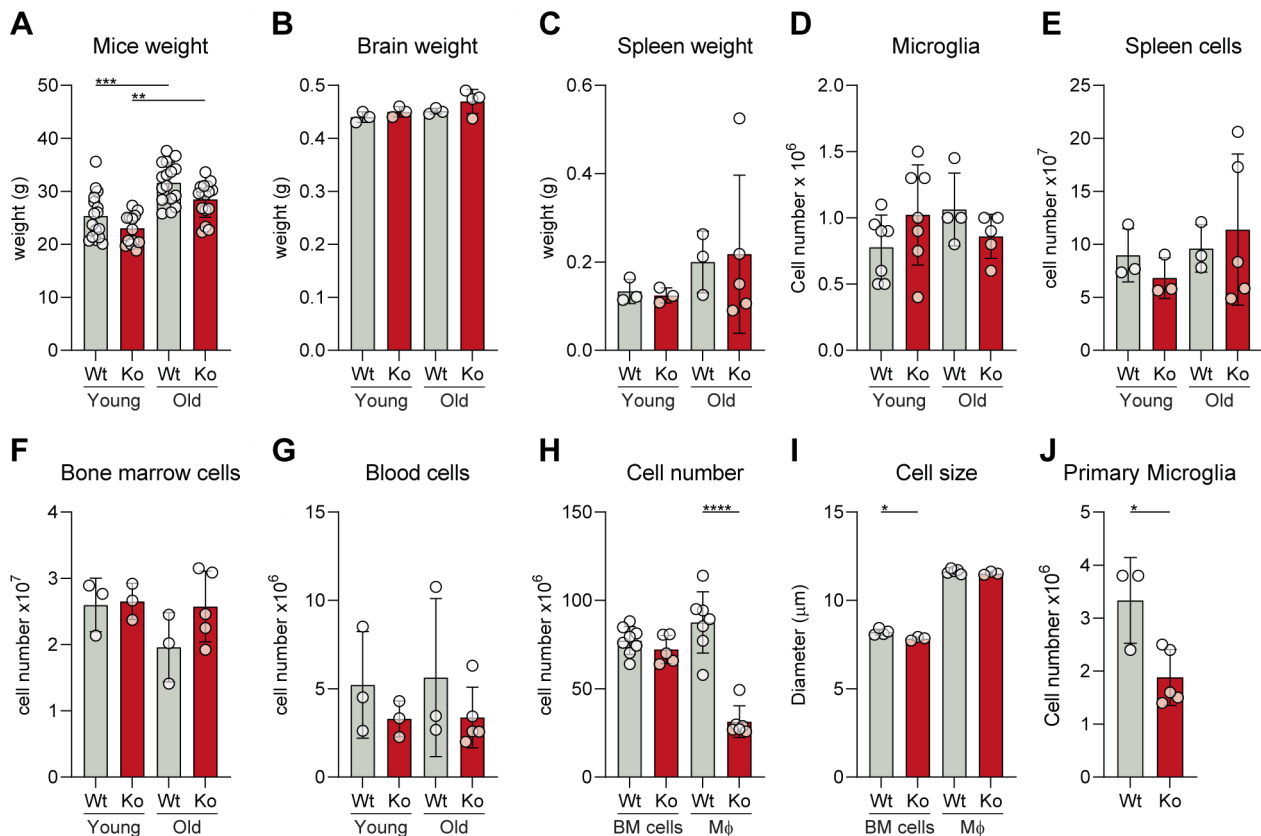 A Mice weight
weight (g)
50
40
30
20
10
0
***
**
Wt Ko Wt Ko
Young Old
B Brain weight
weight (g)
0.5
0.4
0.3
0.2
0.1
0.0
Wt Ko Wt Ko
Young Old
C Spleen weight
weight (g)
0.6
0.4
0.2
0.0
Wt Ko Wt Ko
Young Old
D Microglia
Cell number x 10⁶
2.0
1.5
1.0
0.5
0.0
Wt Ko Wt Ko
Young Old
E Spleen cells
cell number x10⁷
25
20
15
10
5
0
Wt Ko Wt Ko
Young Old
F Bone marrow cells
cell number x10⁷
4
3
2
1
0
Wt Ko Wt Ko
Young Old
G Blood cells
cell number x10⁶
15
10
5
0
Wt Ko Wt Ko
Young Old
H Cell number
cell number x10⁶
150
100
50
0
****
Wt Ko Wt Ko
BM cells Mϕ
I Cell size
Diameter (μm)
15
10
5
0
*
Wt Ko Wt Ko
BM cells Mϕ
J Primary Microglia
Cell numbner x10⁶
5
4
3
2
1
0
*
Wt Ko